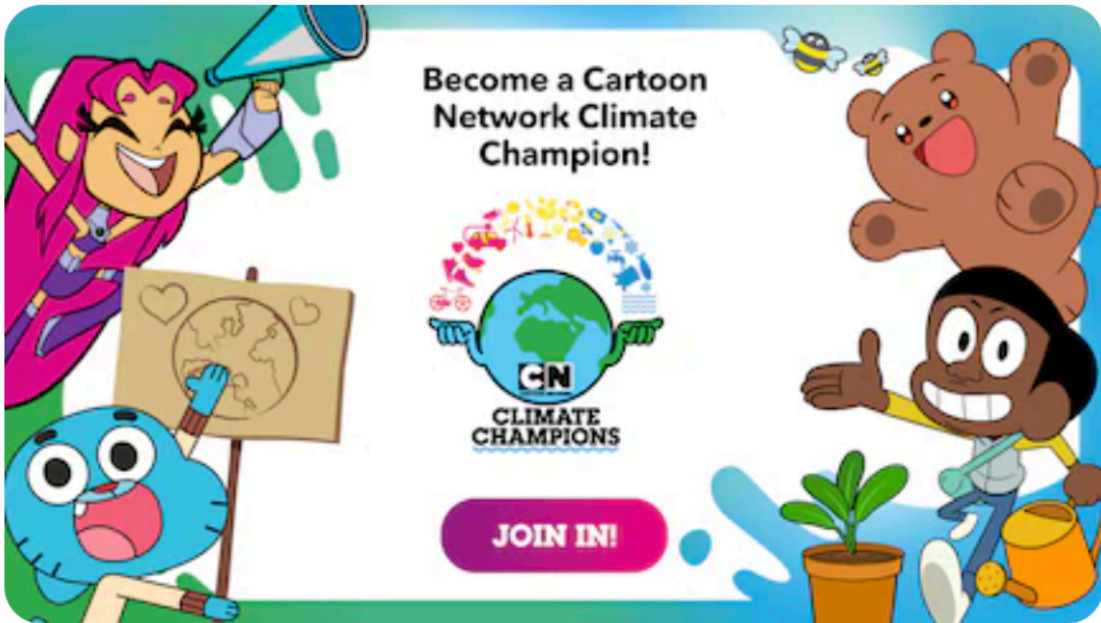 Become a Cartoon
Network Climate
Champion!
CN
CLIMATE
CHAMPIONS
JOIN IN!